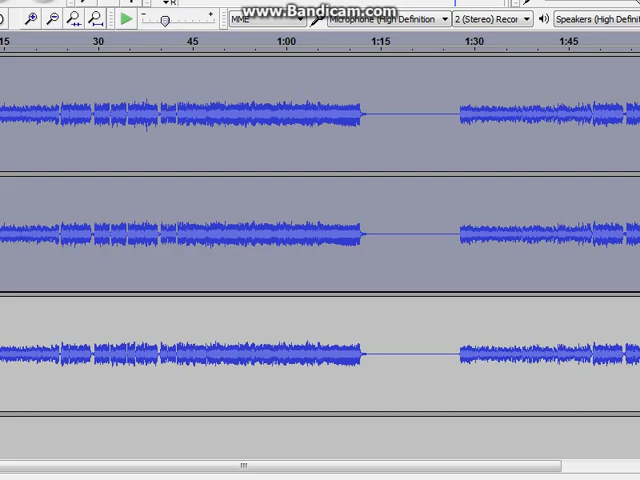 www.Bandicam.com
R
MME
Microphone (High Definition
2 (Stereo) Recor
Speakers (High Definit
15 30 45 1:00 1:15 1:30 1:45